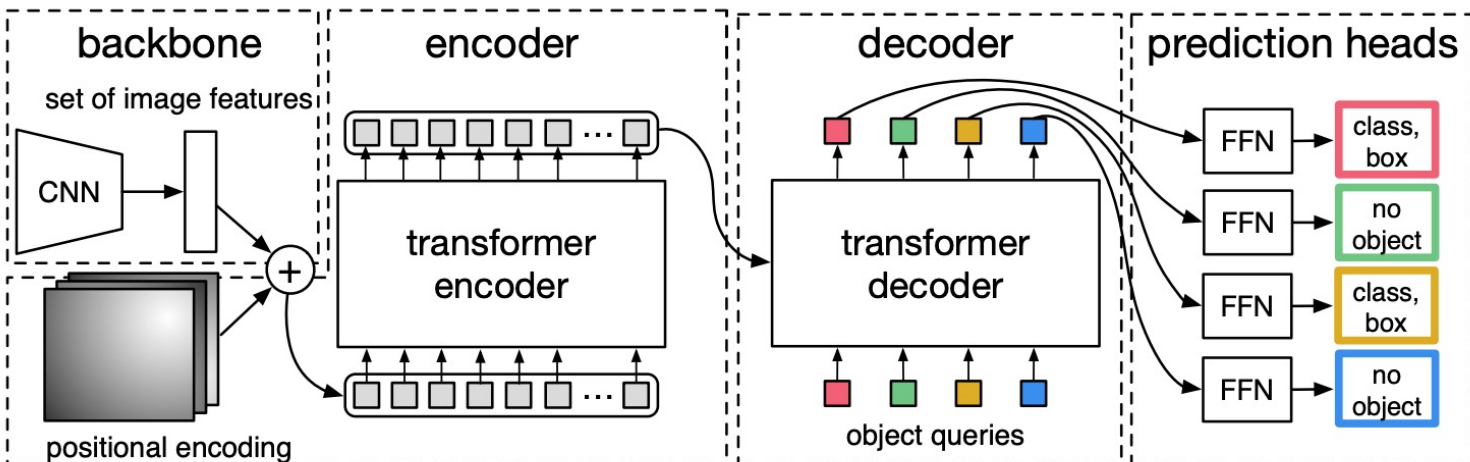 backbone
set of image features
CNN
+
positional encoding
encoder
...
transformer
encoder
...
decoder
transformer
decoder
object queries
prediction heads
FFN
class,
box
FFN
no
object
FFN
class,
box
FFN
no
object